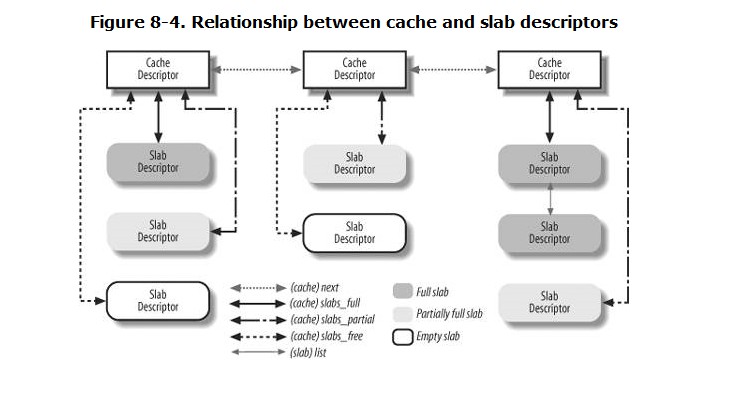 Figure 8-4. Relationship between cache and slab descriptors
Cache
Descriptor
Cache
Descriptor
Cache
Descriptor
Slab
Descriptor
Slab
Descriptor
Slab
Descriptor
Slab
Descriptor
Slab
Descriptor
Slab
Descriptor
Slab
Descriptor
Slab
Descriptor
(cache) next
(cache) slabs_full
(cache) slabs_partial
(cache) slabs_free
(slab) list
Full slab
Partially full slab
Empty slab